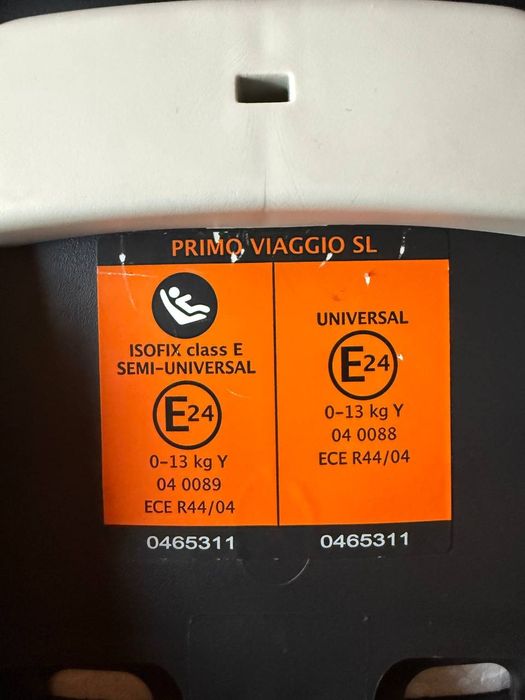 PRIMO VIAGGIO SL
ISOFIX class E
SEMI-UNIVERSAL
E24
0-13 kg Y
04 0089
ECE R44/04
0465311
UNIVERSAL
E24
0-13 kg Y
04 0088
ECE R44/04
0465311